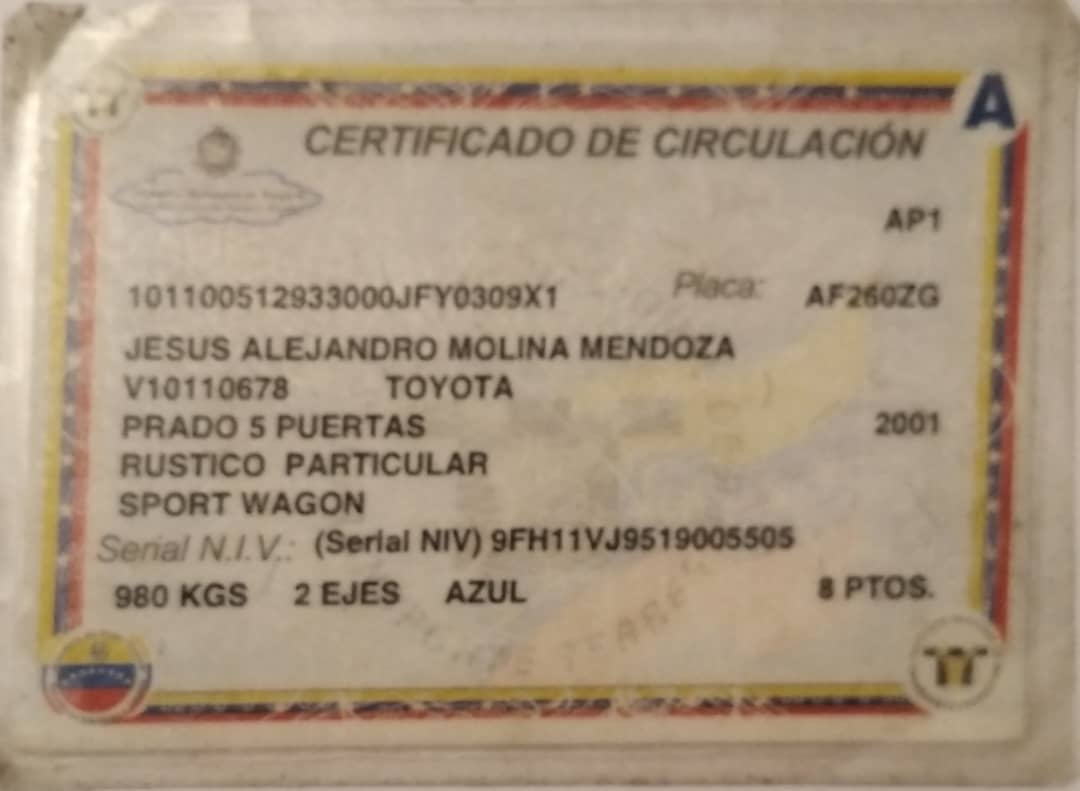 A
CERTIFICADO DE CIRCULACIÓN
AP1
101100512933000JFY0309X1 Placa: AF260ZG
JESUS ALEJANDRO MOLINA MENDOZA
V10110678 TOYOTA
PRADO 5 PUERTAS 2001
RUSTICO PARTICULAR
SPORT WAGON
Serial N.I.V.: (Serial NIV) 9FH11VJ9519005505
980 KGS 2 EJES AZUL 8 PTOS.